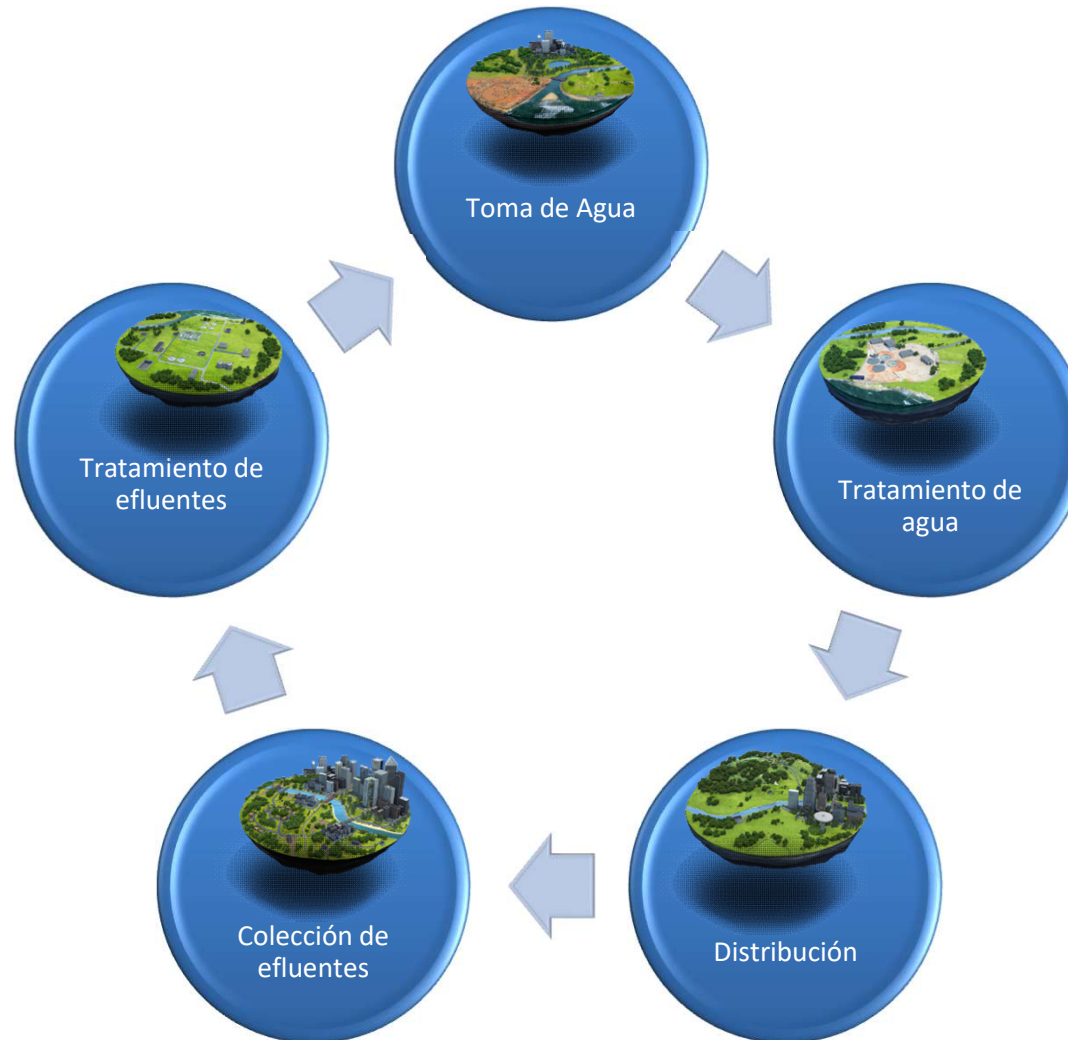 Toma de Agua
Tratamiento de
agua
Distribución
Colección de
efluentes
Tratamiento de
efluentes